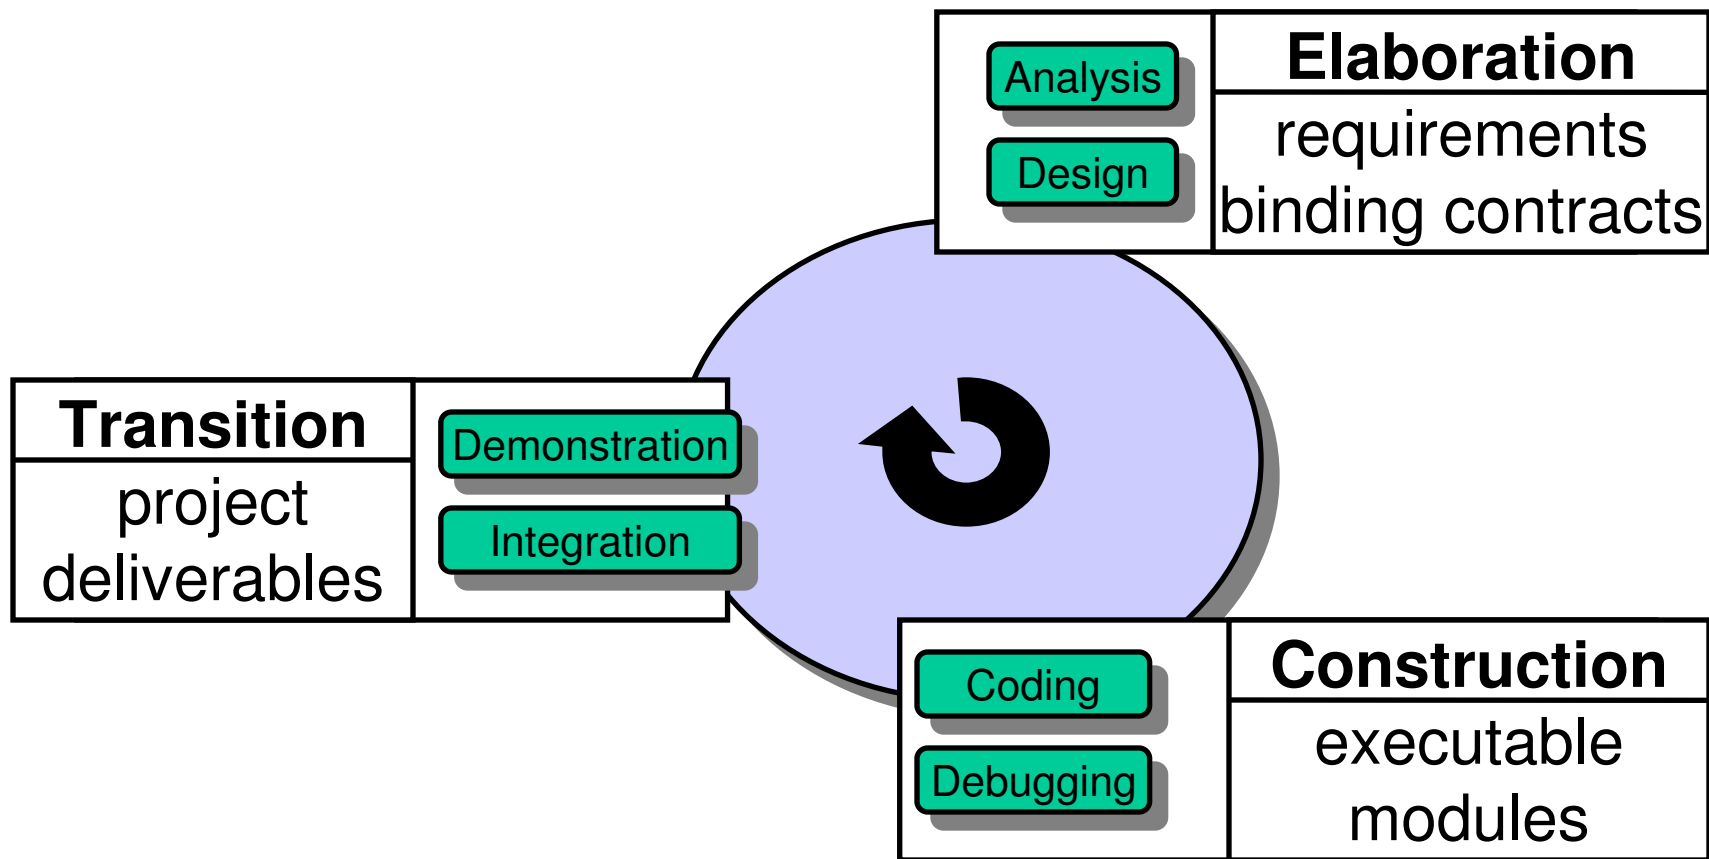 Analysis
Design
Elaboration
requirements
binding contracts
Transition
project
deliverables
Demonstration
Integration
Coding
Debugging
Construction
executable
modules